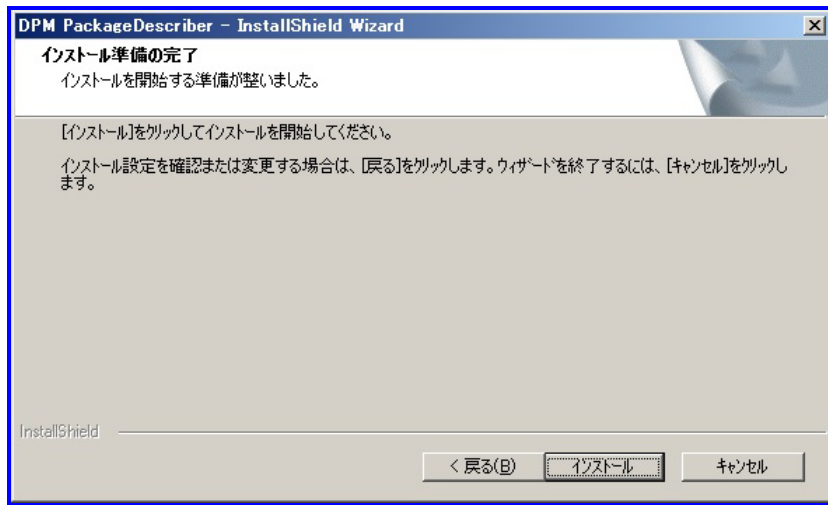 DPM PackageDescriber - InstallShield Wizard
インストール準備の完了
インストールを開始する準備が整いました。
[インストール]をクリックしてインストールを開始してください。
インストール設定を確認または変更する場合は、[戻る]をクリックします。ウィザードを終了するには、[キャンセル]をクリックし
ます。
InstallShield
< 戻る(B) インストール キャンセル